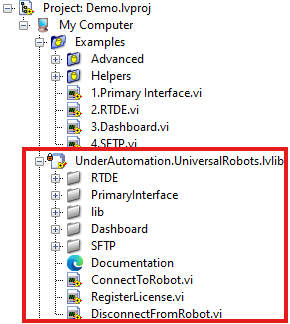 Project: Demo.lvproj
My Computer
Examples
Advanced
Helpers
1.Primary Interface.vi
2.RTDE.vi
3.Dashboard.vi
4.SFTP.vi
UnderAutomation.UniversalRobots.lvlib
RTDE
PrimaryInterface
lib
Dashboard
SFTP
Documentation
ConnectToRobot.vi
RegisterLicense.vi
DisconnectFromRobot.vi